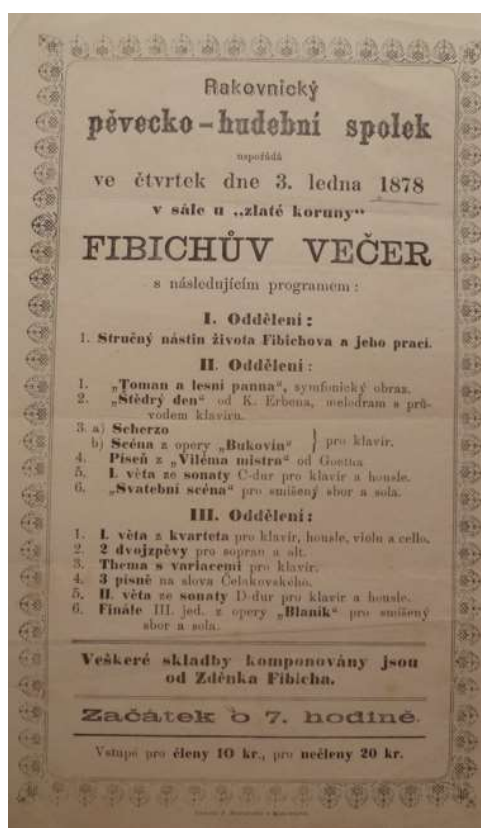 Rakovnický
pěvecko-hudební spolek
uspořádá
ve čtvrtek dne 3. ledna 1878
v sále u „zlaté koruny“
FIBICHŮV VEČER
s následujícím programem:
I. Oddělení:
1. Stručný nástin života Fibichova a jeho prací.
II. Oddělení:
1. „Toman a lesní panna“, symfonický obraz.
2. „Štědrý den“ od K. Erbena, melodram s prů-
vodem klavíru.
3. a) Scherzo
b) Scéna z opery „Bukovín“ } pro klavír.
4. Píseň z „Viléma mistra“ od Goetha
5. I. věta ze sonaty C-dur pro klavír a housle.
6. „Svatební scéna“ pro smíšený sbor a sola.
III. Oddělení:
1. I. věta z kvarteta pro klavír, housle, violu a cello.
2. 2 dvojzpěvy pro sopran a alt.
3. Thema s variacemi pro klavír.
4. 3 písně na slova Čelakovského.
5. II. věta ze sonaty D-dur pro klavír a housle.
6. Finále III. jed. z opery „Blaník“ pro smíšený
sbor a sola.
Veškeré skladby komponovány jsou
od Zdeňka Fibicha.
Začátek o 7. hodině.
Vstupné pro členy 10 kr., pro nečleny 20 kr.